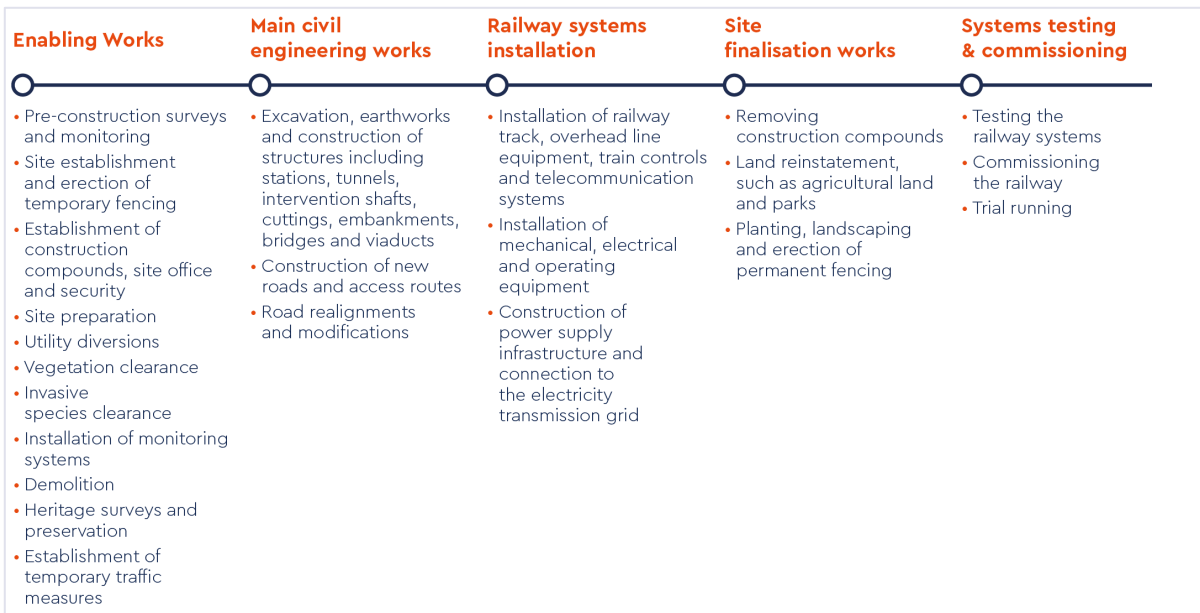 Enabling Works
• Pre-construction surveys
and monitoring
• Site establishment
and erection of
temporary fencing
• Establishment of
construction
compounds, site office
and security
• Site preparation
• Utility diversions
• Vegetation clearance
• Invasive
species clearance
• Installation of monitoring
systems
• Demolition
• Heritage surveys and
preservation
• Establishment of
temporary traffic
measures
Main civil
engineering works
• Excavation, earthworks
and construction of
structures including
stations, tunnels,
intervention shafts,
cuttings, embankments,
bridges and viaducts
• Construction of new
roads and access routes
• Road realignments
and modifications
Railway systems
installation
• Installation of railway
track, overhead line
equipment, train controls
and telecommunication
systems
• Installation of
mechanical, electrical
and operating
equipment
• Construction of
power supply
infrastructure and
connection to
the electricity
transmission grid
Site
finalisation works
• Removing
construction compounds
• Land reinstatement,
such as agricultural land
and parks
• Planting, landscaping
and erection of
permanent fencing
Systems testing
& commissioning
• Testing the
railway systems
• Commissioning
the railway
• Trial running